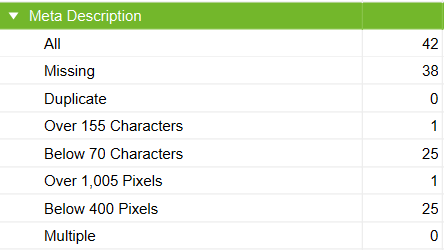 Meta Description
All 42
Missing 38
Duplicate 0
Over 155 Characters 1
Below 70 Characters 25
Over 1,005 Pixels 1
Below 400 Pixels 25
Multiple 0